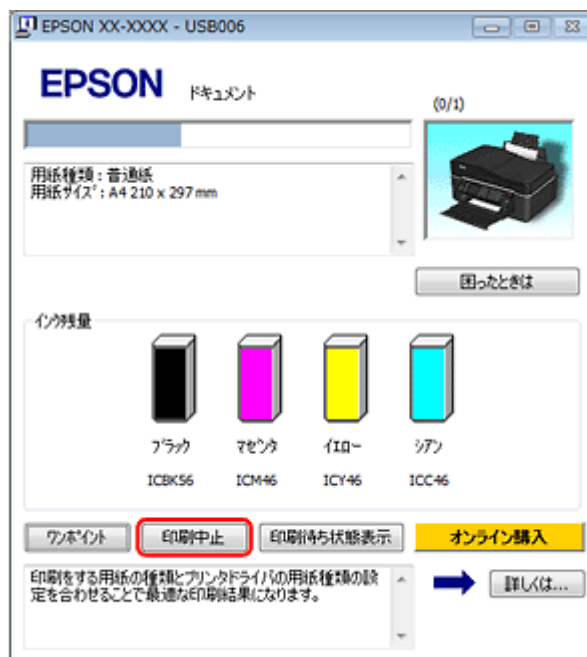 EPSON XX-XXXX - USB006
EPSON ドキュメント
(0/1)
用紙種類 : 普通紙
用紙サイズ : A4 210 x 297 mm
困ったときは
インク残量
ブラック マゼンタ イエロー シアン
ICBK56 ICM46 ICY46 ICC46
ワンポイント 印刷中止 印刷待ち状態表示 オンライン購入
印刷をする用紙の種類とプリンタドライバの用紙種類の設
定を合わせることで最適な印刷結果になります。
詳しくは...